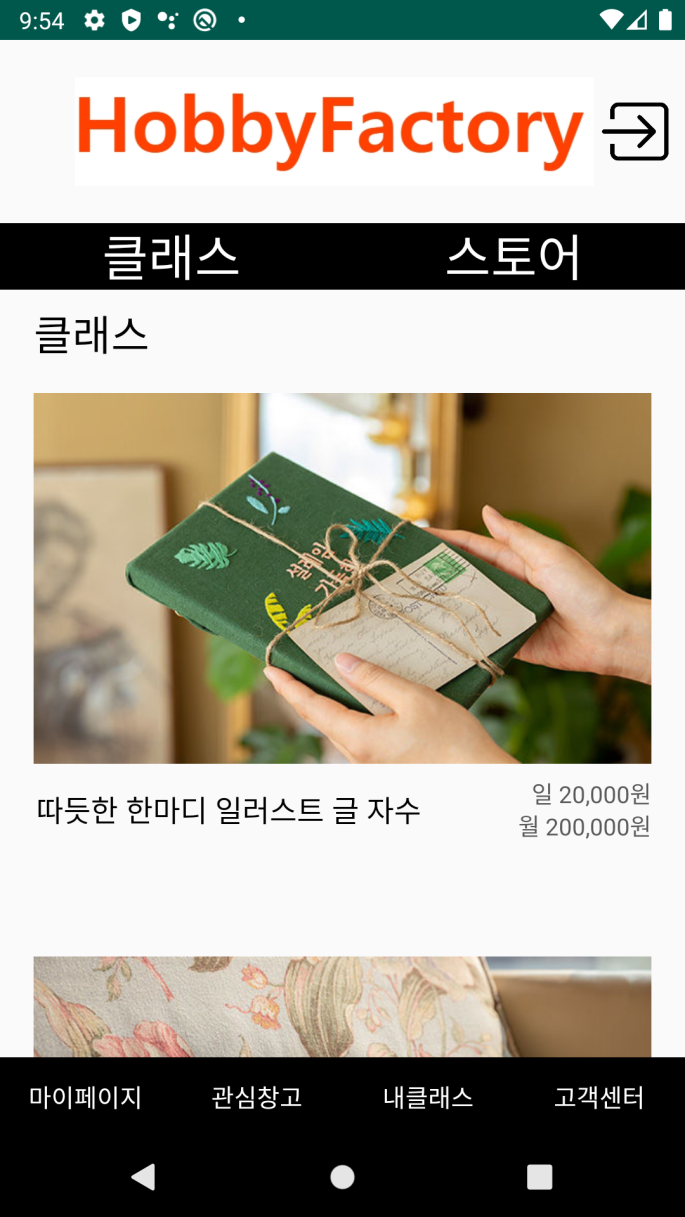 9:54
HobbyFactory
클래스 스토어
클래스
따듯한 한마디 일러스트 글 자수
일 20,000원
월 200,000원
마이페이지 관심창고 내클래스 고객센터